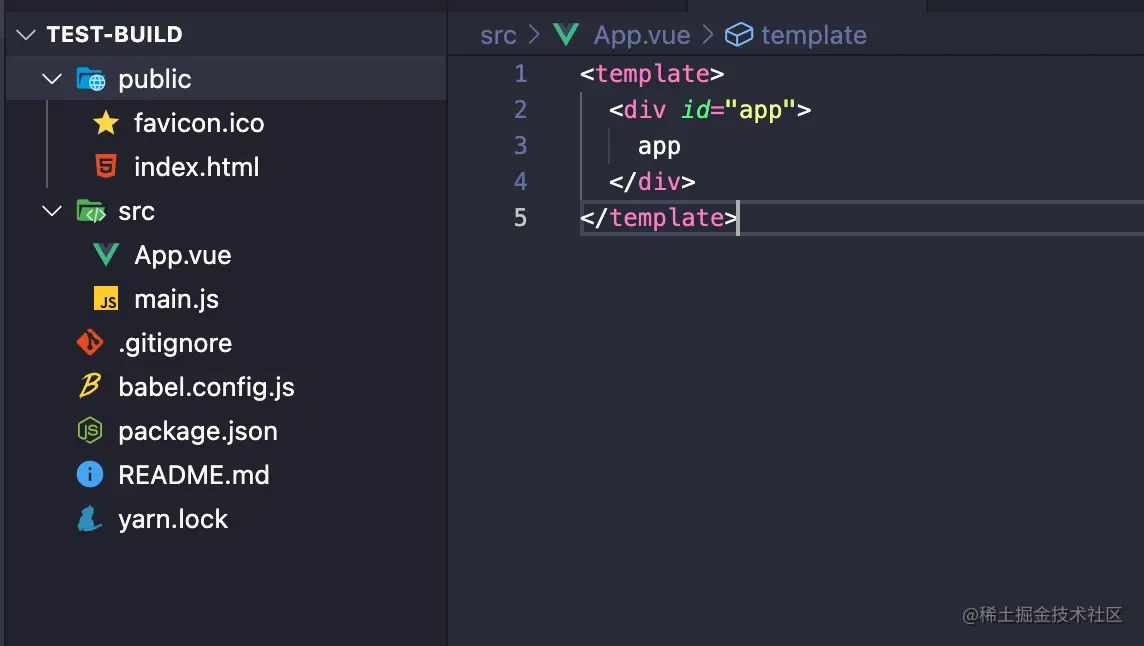 TEST-BUILD
public
favicon.ico
index.html
src
App.vue
main.js
.gitignore
babel.config.js
package.json
README.md
yarn.lock
src > App.vue > template
1 <template>
2 <div id="app">
3 app
4 </div>
5 </template>
@稀土掘金技术社区